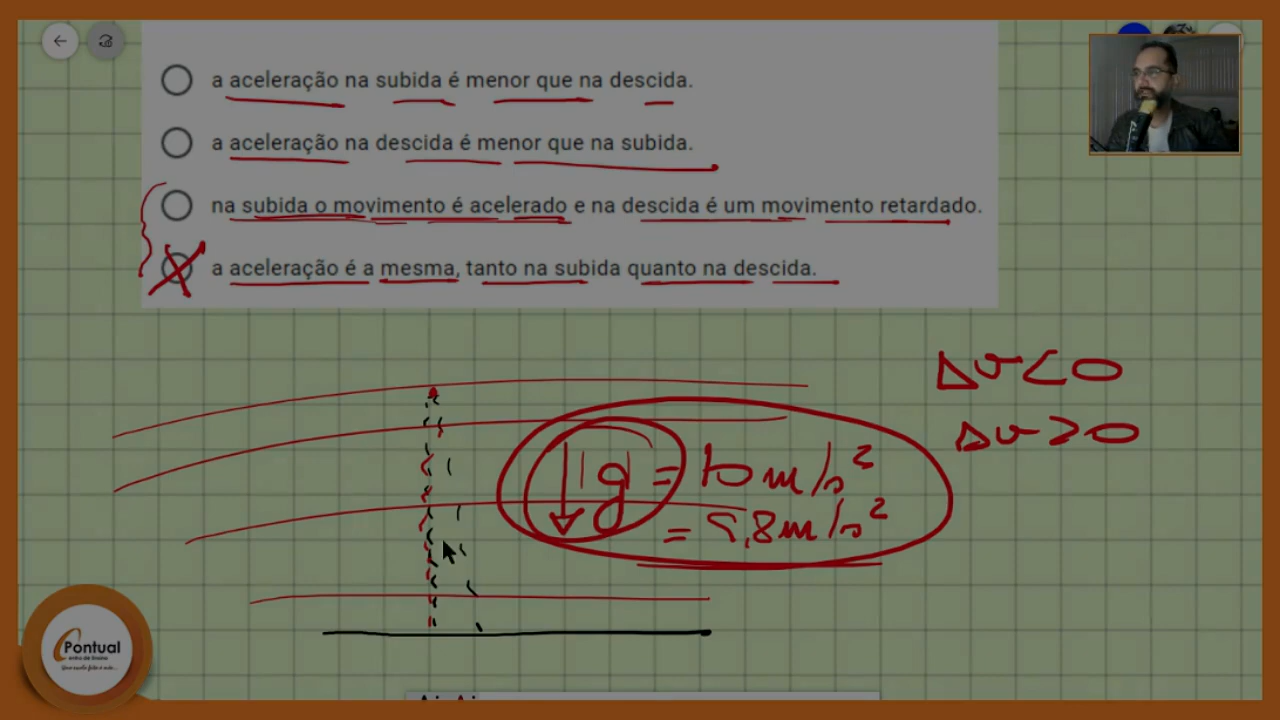 a aceleração na subida é menor que na descida.
a aceleração na descida é menor que na subida.
na subida o movimento é acelerado e na descida é um movimento retardado.
a aceleração é a mesma, tanto na subida quanto na descida.
Δv < 0
Δv > 0
|g| = 10 m/s²
= 9,8 m/s²
Pontual